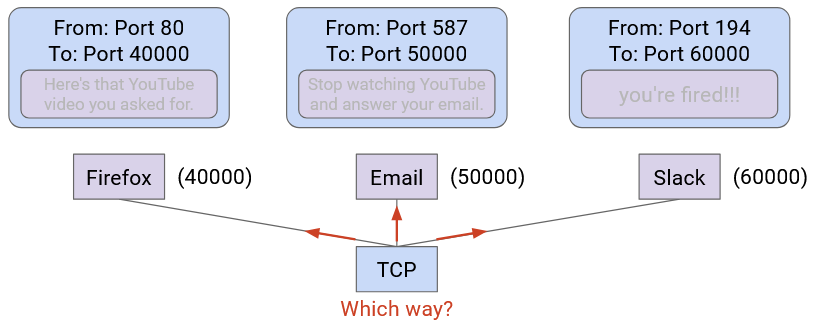 From: Port 80
To: Port 40000
Here's that YouTube
video you asked for.
From: Port 587
To: Port 50000
Stop watching YouTube
and answer your email.
From: Port 194
To: Port 60000
you're fired!!!
Firefox (40000)
Email (50000)
Slack (60000)
TCP
Which way?